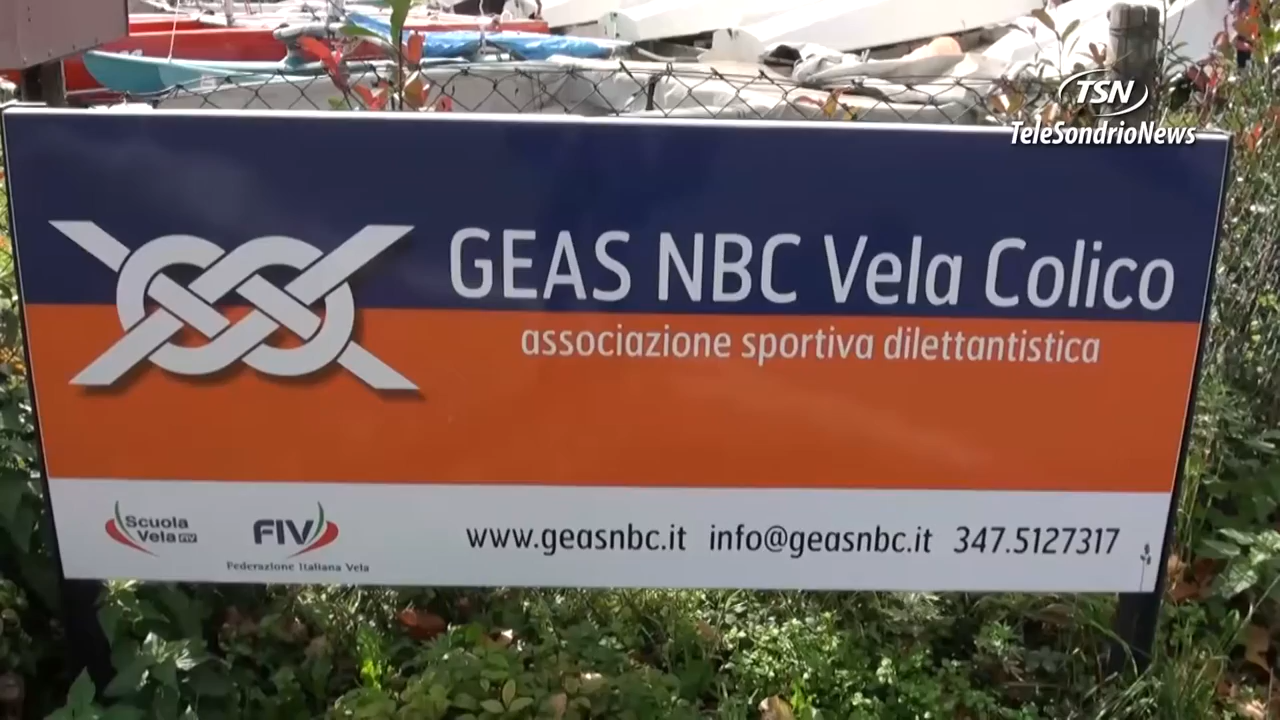 TSN
TeleSondrioNews
GEAS NBC Vela Colico
associazione sportiva dilettantistica
Scuola
Vela FIV
FIV
Federazione Italiana Vela
www.geasnbc.it info@geasnbc.it 347.5127317